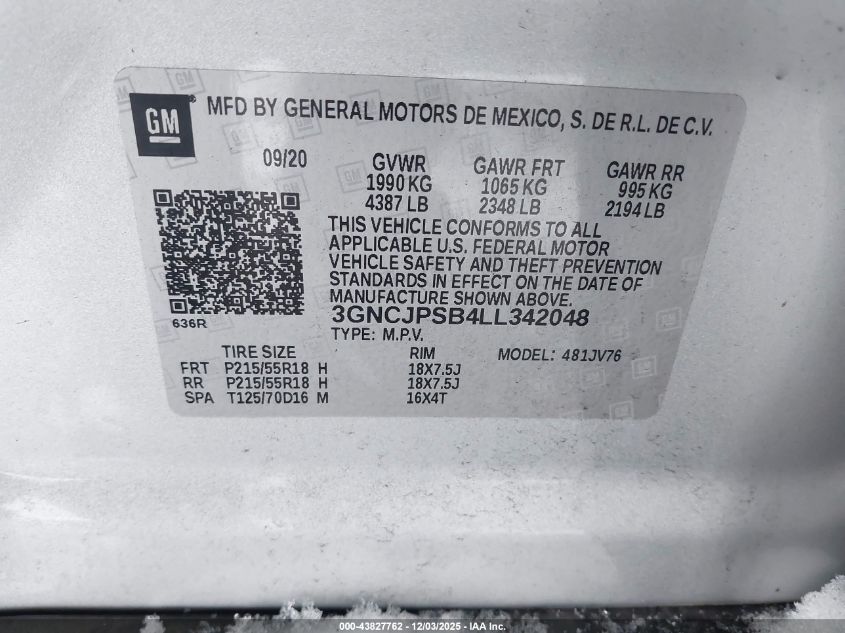 GM
MFD BY GENERAL MOTORS DE MEXICO, S. DE R.L. DE C.V.
09/20 GVWR GAWR FRT GAWR RR
1990 KG 1065 KG 995 KG
4387 LB 2348 LB 2194 LB
THIS VEHICLE CONFORMS TO ALL
APPLICABLE U.S. FEDERAL MOTOR
VEHICLE SAFETY AND THEFT PREVENTION
STANDARDS IN EFFECT ON THE DATE OF
MANUFACTURE SHOWN ABOVE.
3GNCJPSB4LL342048
636R
TYPE: M.P.V.
TIRE SIZE RIM MODEL: 481JV76
FRT P215/55R18 H 18X7.5J
RR P215/55R18 H 18X7.5J
SPA T125/70D16 M 16X4T
000-43827762 - 12/03/2025 - IAA Inc.